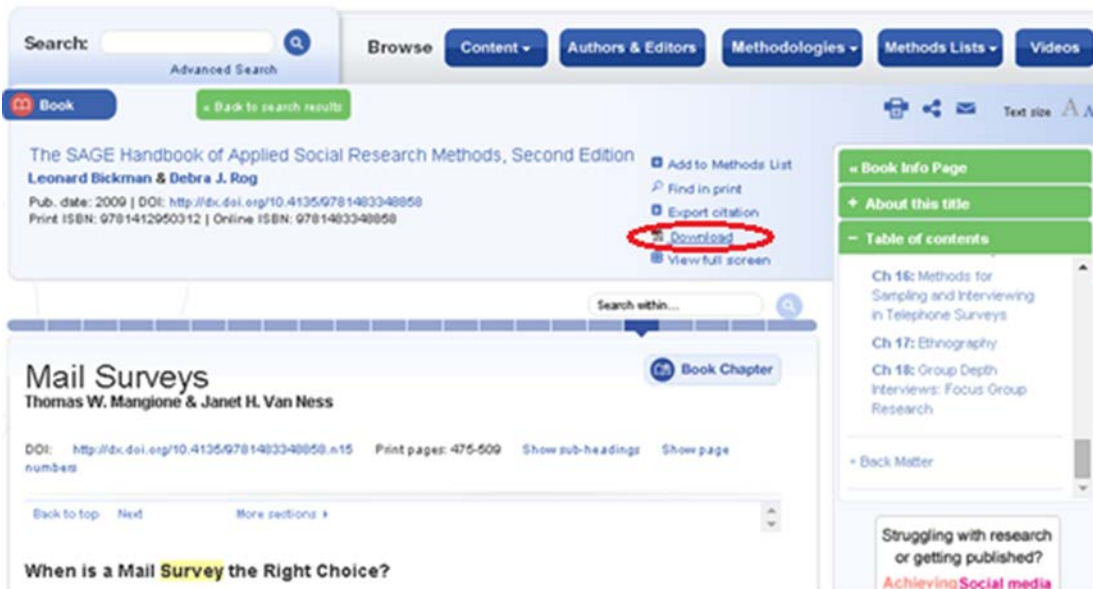 Search:
Advanced Search
Browse
Content
Authors & Editors
Methodologies
Methods Lists
Videos
Book
« Back to search results
Text size A A
The SAGE Handbook of Applied Social Research Methods, Second Edition
Leonard Bickman & Debra J. Rog
Pub. date: 2009 | DOI: http://dx.doi.org/10.4135/9781483348858
Print ISBN: 9781412950312 | Online ISBN: 9781483348858
Add to Methods List
Find in print
Export citation
Download
View full screen
« Book Info Page
+ About this title
− Table of contents
Ch 16: Methods for
Sampling and Interviewing
in Telephone Surveys
Ch 17: Ethnography
Ch 18: Group Depth
Interviews: Focus Group
Research
+ Back Matter
Search within...
Mail Surveys
Book Chapter
Thomas W. Mangione & Janet H. Van Ness
DOI: http://dx.doi.org/10.4135/9781483348858.n15 Print pages: 475-509 Show sub-headings Show page
numbers
Back to top Next More sections
When is a Mail Survey the Right Choice?
Struggling with research
or getting published?
Achieving Social media